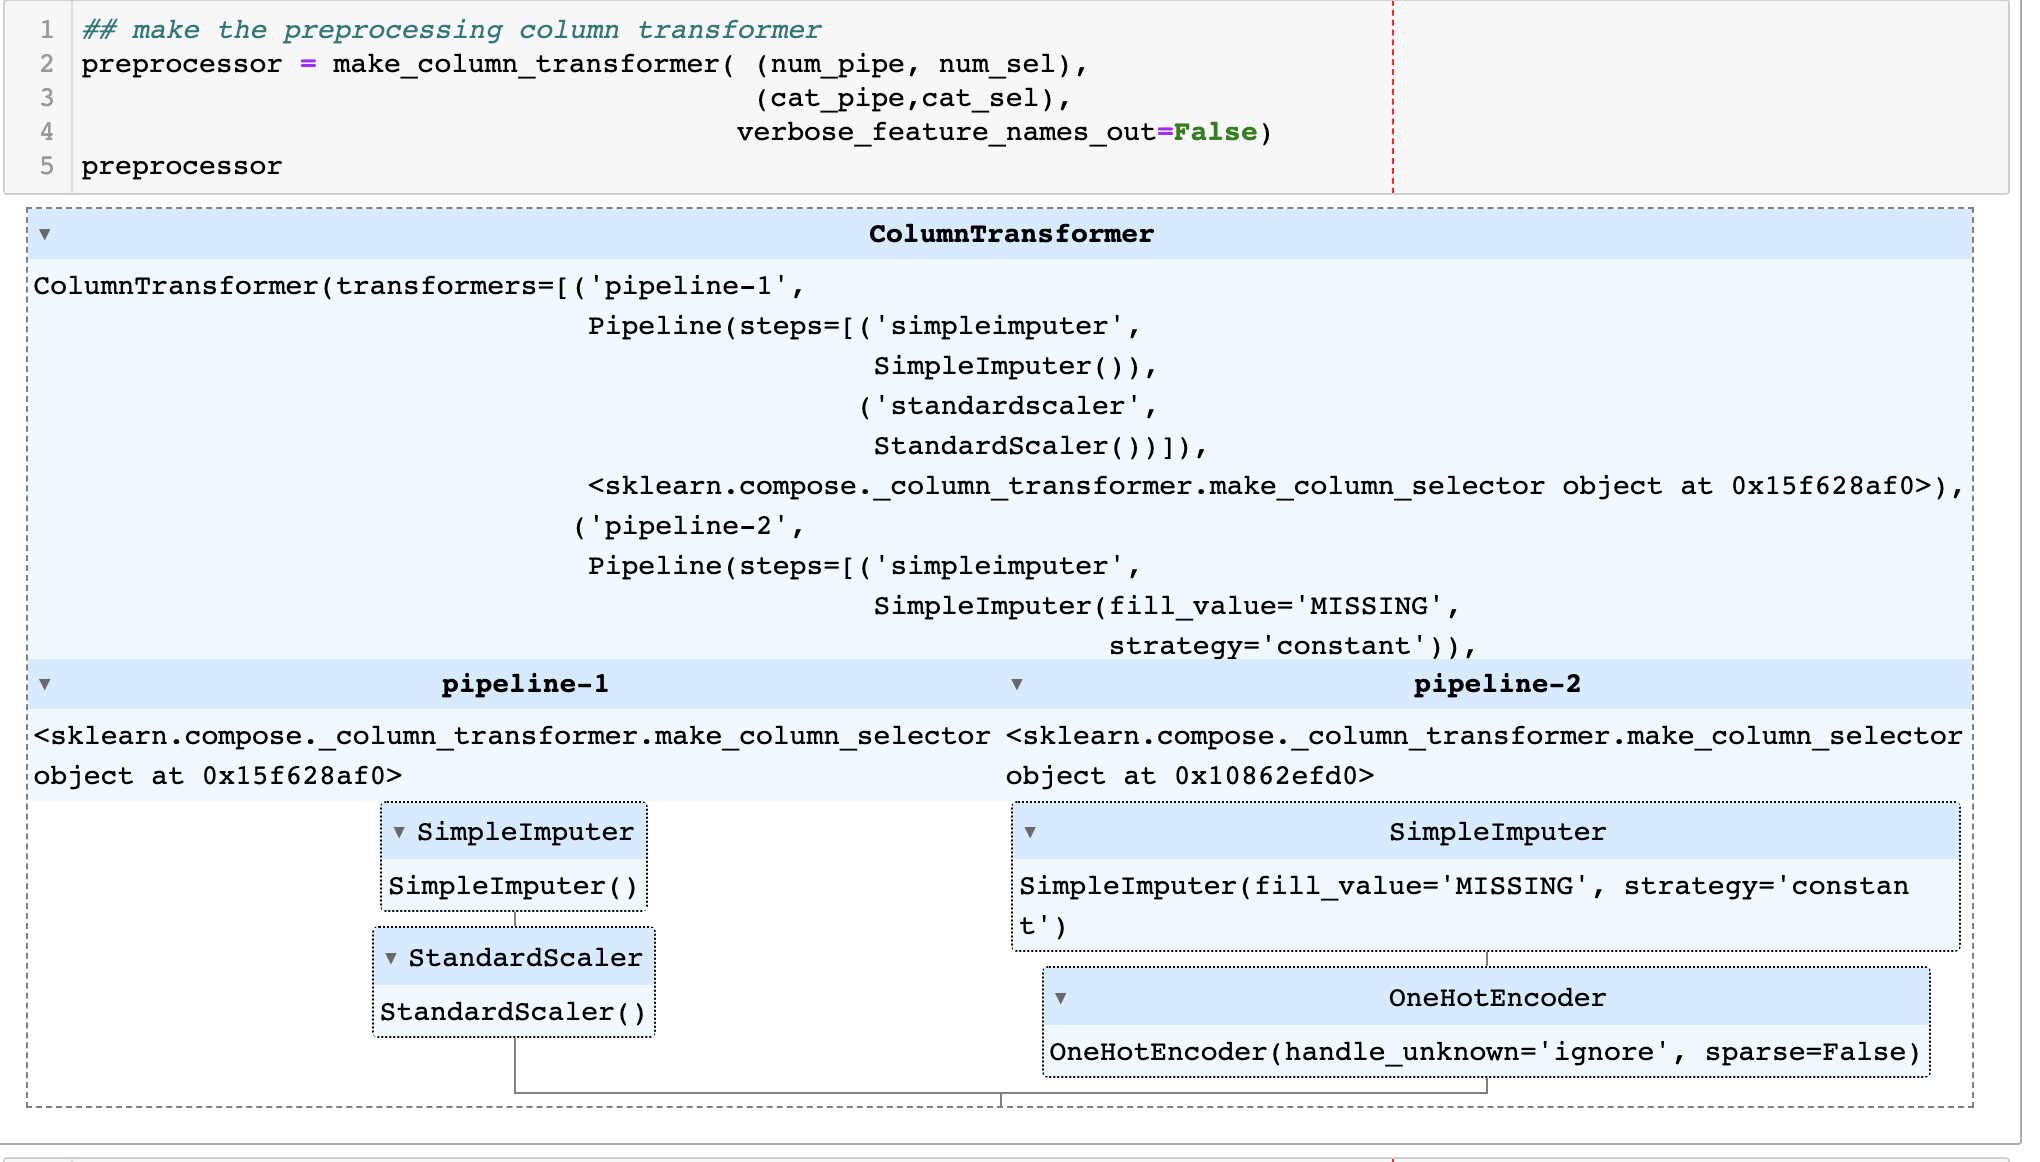 1 ## make the preprocessing column transformer
2 preprocessor = make_column_transformer( (num_pipe, num_sel),
3 (cat_pipe,cat_sel),
4 verbose_feature_names_out=False)
5 preprocessor
▼ ColumnTransformer
ColumnTransformer(transformers=[('pipeline-1',
Pipeline(steps=[('simpleimputer',
SimpleImputer()),
('standardscaler',
StandardScaler())]),
<sklearn.compose._column_transformer.make_column_selector object at 0x15f628af0>),
('pipeline-2',
Pipeline(steps=[('simpleimputer',
SimpleImputer(fill_value='MISSING',
strategy='constant')),
▼ pipeline-1
<sklearn.compose._column_transformer.make_column_selector
object at 0x15f628af0>
▼ SimpleImputer
SimpleImputer()
▼ StandardScaler
StandardScaler()
▼ pipeline-2
<sklearn.compose._column_transformer.make_column_selector
object at 0x10862efd0>
▼ SimpleImputer
SimpleImputer(fill_value='MISSING', strategy='constan
t')
▼ OneHotEncoder
OneHotEncoder(handle_unknown='ignore', sparse=False)